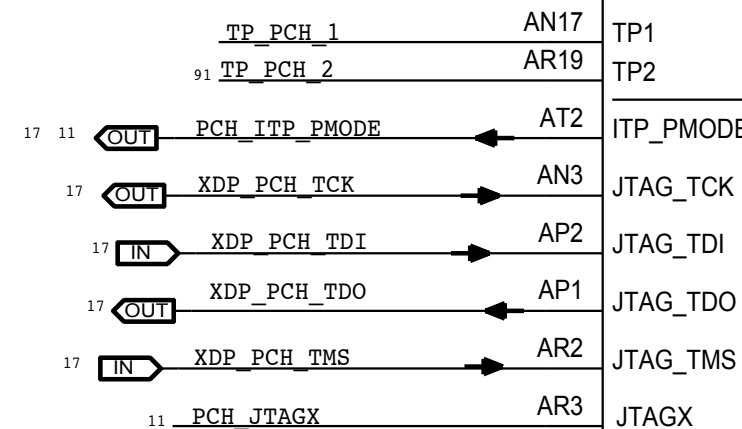 TP_PCH_1 AN17 TP1
91 TP_PCH_2 AR19 TP2
17 11 OUT PCH_ITP_PMODE AT2 ITP_PMODE
17 OUT XDP_PCH_TCK AN3 JTAG_TCK
17 IN XDP_PCH_TDI AP2 JTAG_TDI
17 OUT XDP_PCH_TDO AP1 JTAG_TDO
17 IN XDP_PCH_TMS AR2 JTAG_TMS
11 PCH_JTAGX AR3 JTAGX